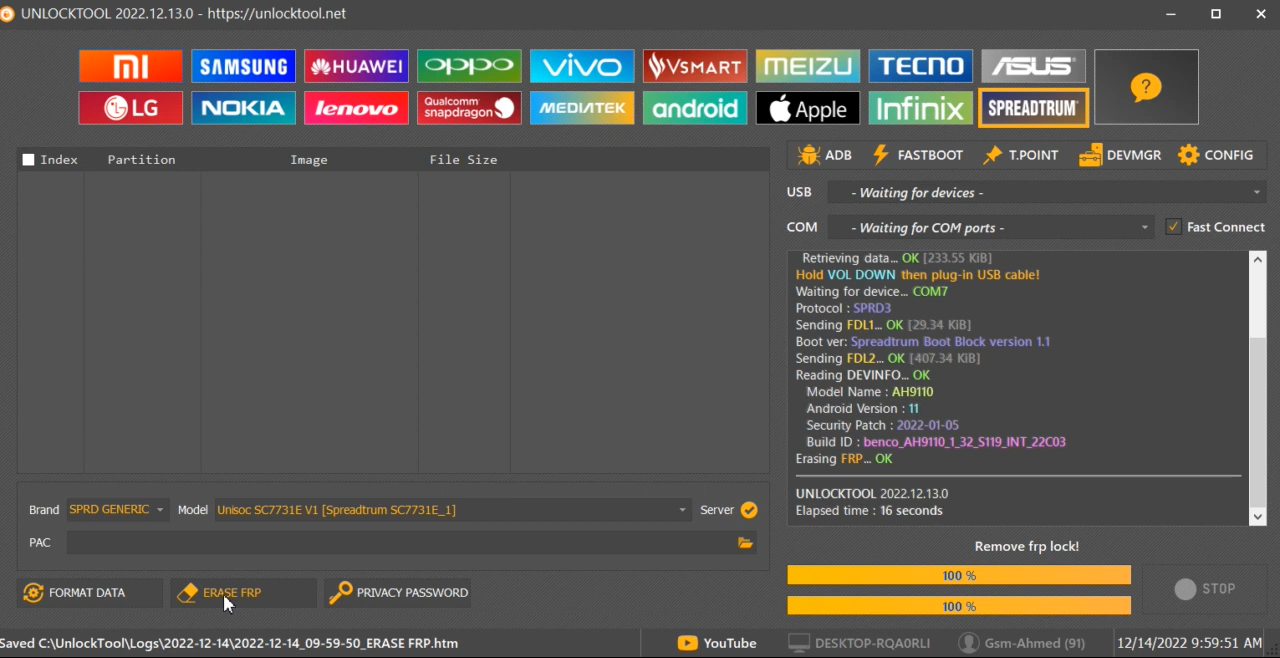 UNLOCKTOOL 2022.12.13.0 - https://unlocktool.net
mi SAMSUNG HUAWEI oppo vivo VSMART MEIZU TECNO ASUS ?
LG NOKIA lenovo Qualcomm snapdragon MEDIATEK android Apple Infinix SPREADTRUM
Index Partition Image File Size
ADB FASTBOOT T.POINT DEVMGR CONFIG
USB - Waiting for devices -
COM - Waiting for COM ports - Fast Connect
Retrieving data... OK [233.55 KiB]
Hold VOL DOWN then plug-in USB cable!
Waiting for device... COM7
Protocol : SPRD3
Sending FDL1... OK [29.34 KiB]
Boot ver: Spreadtrum Boot Block version 1.1
Sending FDL2... OK [407.34 KiB]
Reading DEVINFO... OK
Model Name : AH9110
Android Version : 11
Security Patch : 2022-01-05
Build ID : benco_AH9110_1_32_S119_INT_22C03
Erasing FRP... OK
UNLOCKTOOL 2022.12.13.0
Elapsed time : 16 seconds
Brand SPRD GENERIC Model Unisoc SC7731E V1 [Spreadtrum SC7731E_1] Server
PAC
Remove frp lock!
100 %
100 %
STOP
FORMAT DATA ERASE FRP PRIVACY PASSWORD
Saved C:\UnlockTool\Logs\2022-12-14\2022-12-14_09-59-50_ERASE FRP.htm YouTube DESKTOP-RQA0RLI Gsm-Ahmed (91) 12/14/2022 9:59:51 AM